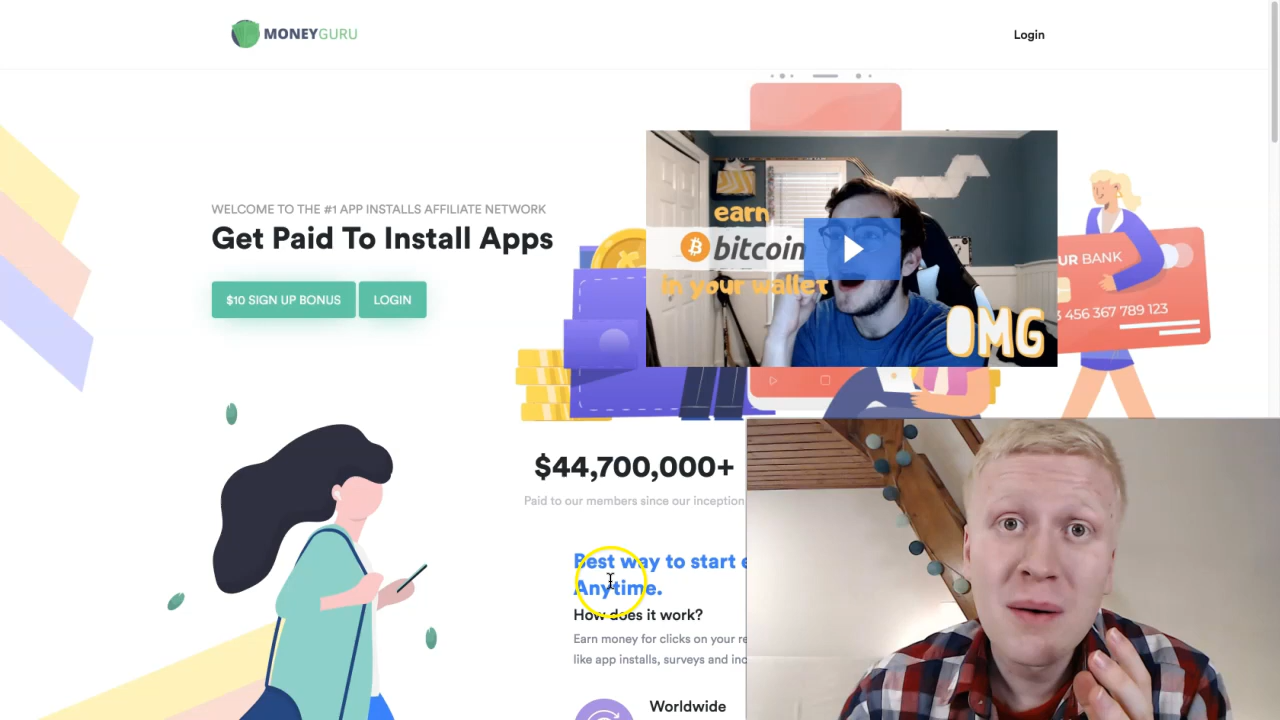 MONEYGURU
Login
WELCOME TO THE #1 APP INSTALLS AFFILIATE NETWORK
Get Paid To Install Apps
$10 SIGN UP BONUS
LOGIN
earn
bitcoin
in your wallet
OMG
UR BANK
456 367 789 123
$44,700,000+
Paid to our members since our inception
Best way to start e
Anytime.
How does it work?
Earn money for clicks on your re
like app installs, surveys and inc
Worldwide